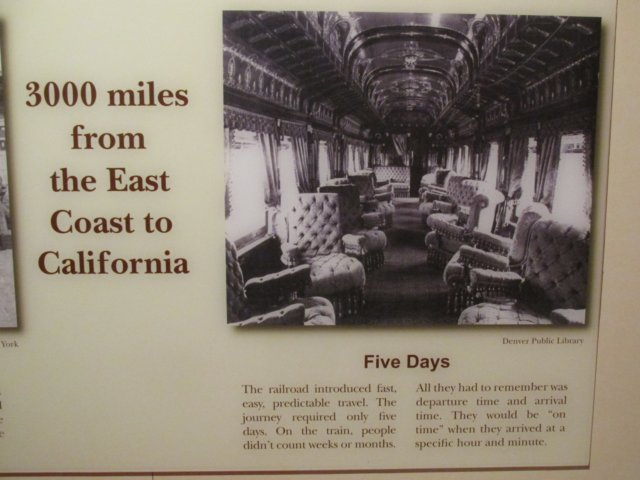 3000 miles
from
the East
Coast to
California
York
Denver Public Library
Five Days
The railroad introduced fast,
easy, predictable travel. The
journey required only five
days. On the train, people
didn't count weeks or months.
All they had to remember was
departure time and arrival
time. They would be "on
time" when they arrived at a
specific hour and minute.